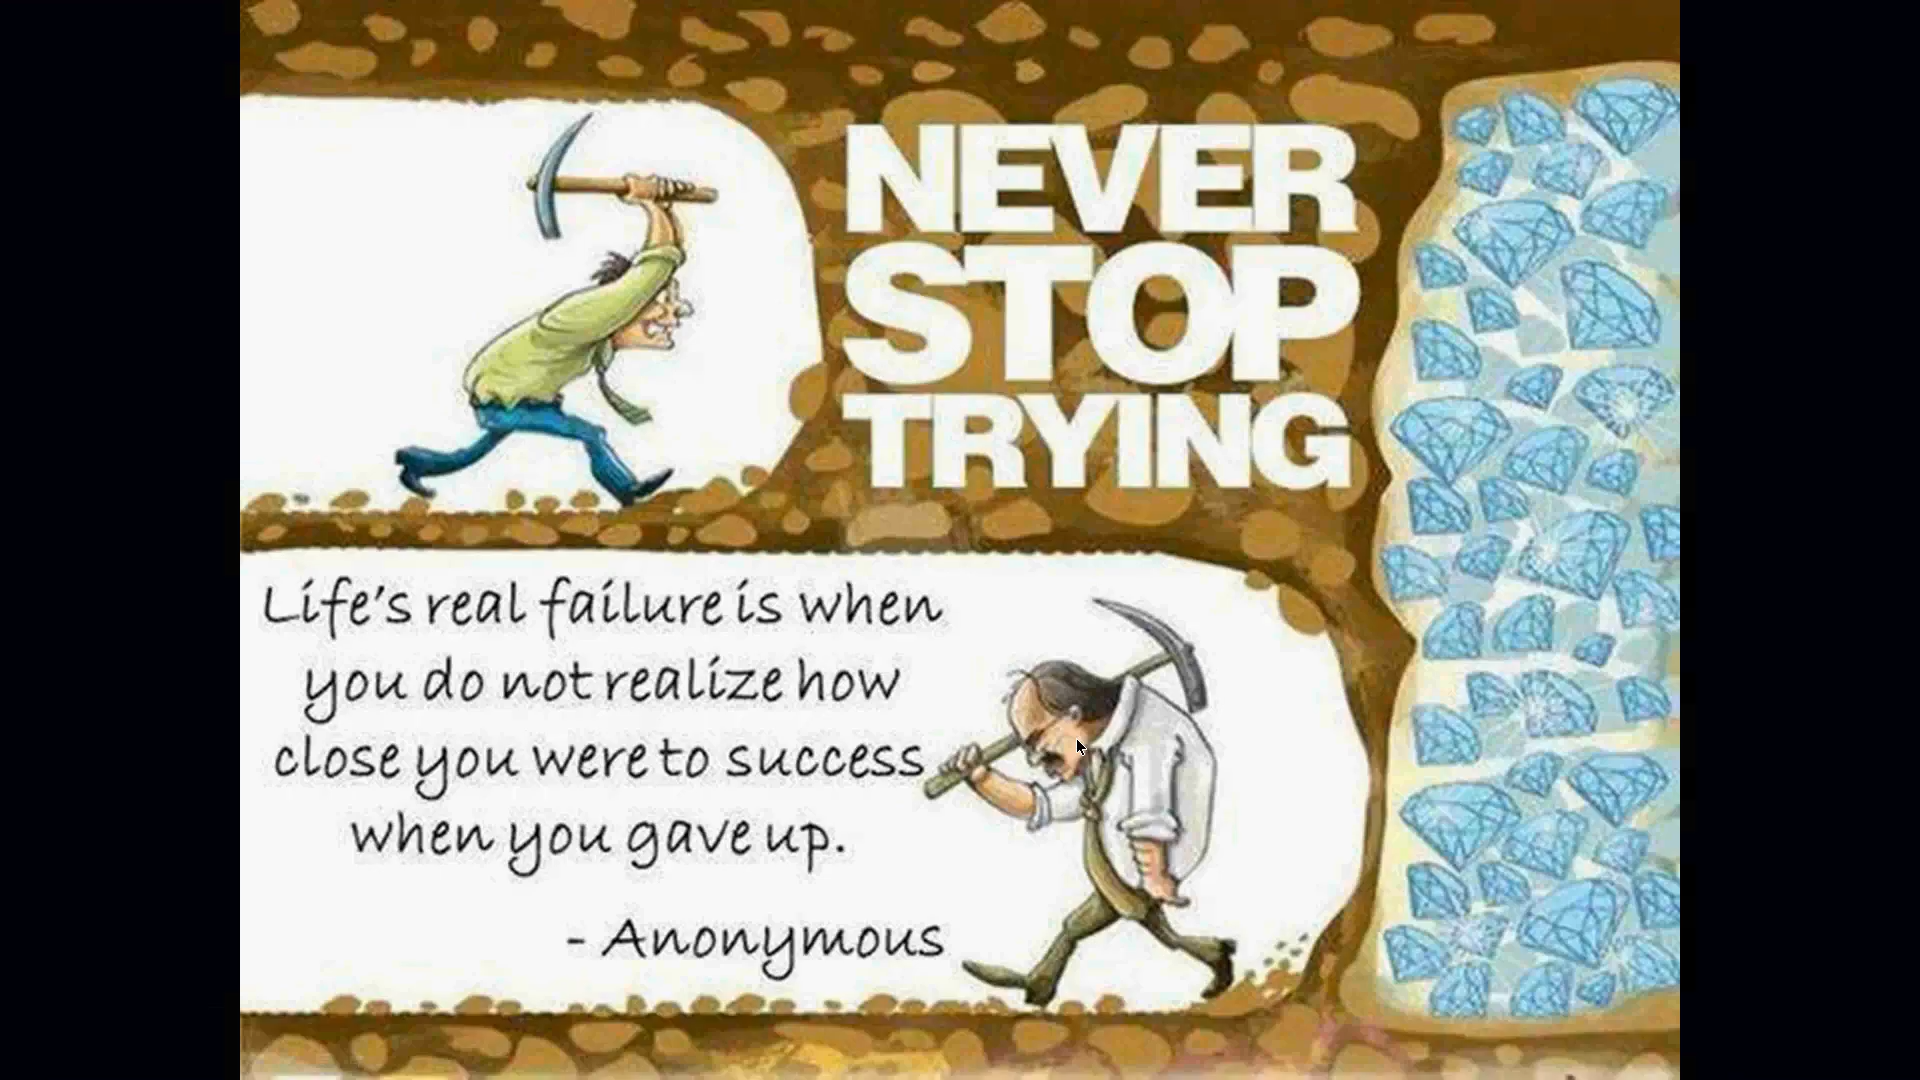 NEVER
STOP
TRYING
Life's real failure is when
you do not realize how
close you were to success
when you gave up.
- Anonymous